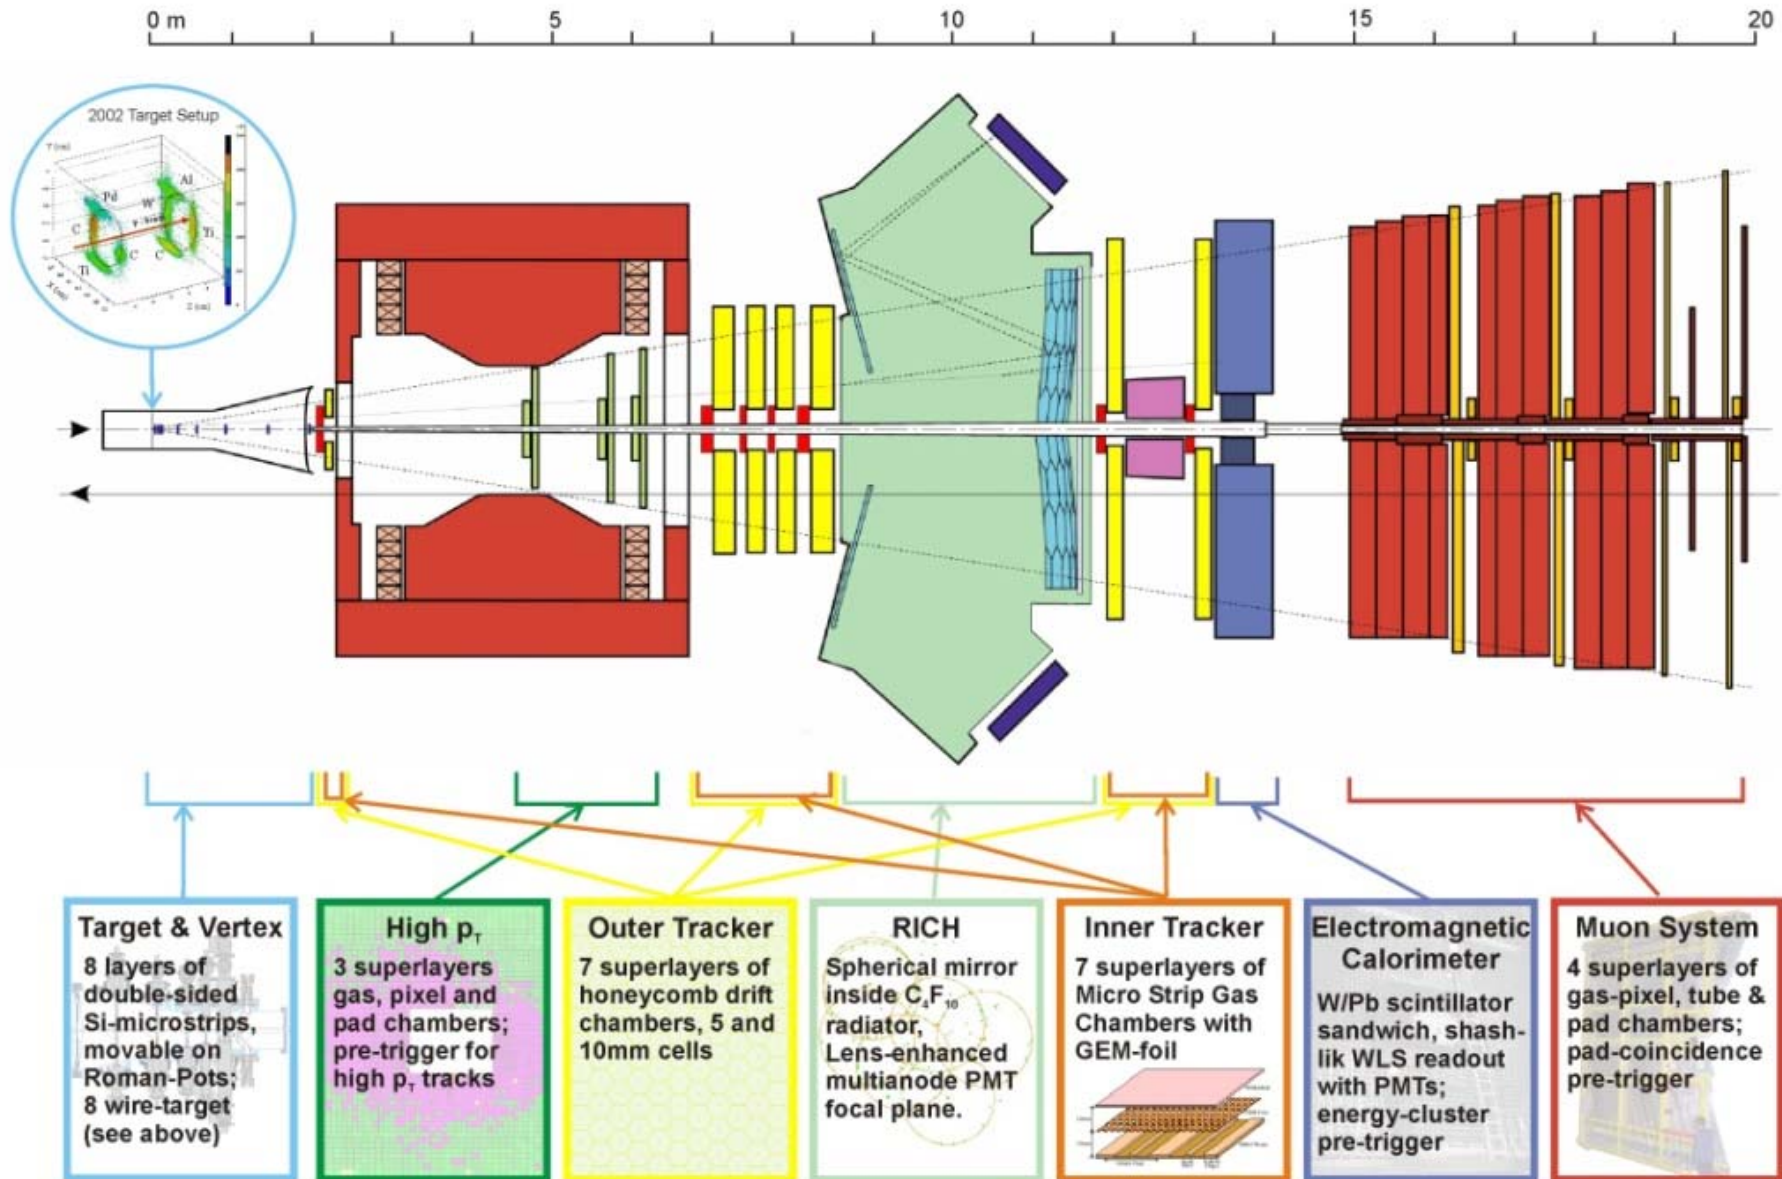 0 m 5 10 15 20
2002 Target Setup
Pd
Al
W
C
Ti
C
C
Ti
X (cm)
Z (cm)
Target & Vertex
8 layers of
double-sided
Si-microstrips,
movable on
Roman-Pots;
8 wire-target
(see above)
High pT
3 superlayers
gas, pixel and
pad chambers;
pre-trigger for
high pT tracks
Outer Tracker
7 superlayers of
honeycomb drift
chambers, 5 and
10mm cells
RICH
Spherical mirror
inside C4F10
radiator,
Lens-enhanced
multianode PMT
focal plane.
Inner Tracker
7 superlayers of
Micro Strip Gas
Chambers with
GEM-foil
Electromagnetic
Calorimeter
W/Pb scintillator
sandwich, shash-
lik WLS readout
with PMTs;
energy-cluster
pre-trigger
Muon System
4 superlayers of
gas-pixel, tube &
pad chambers;
pad-coincidence
pre-trigger